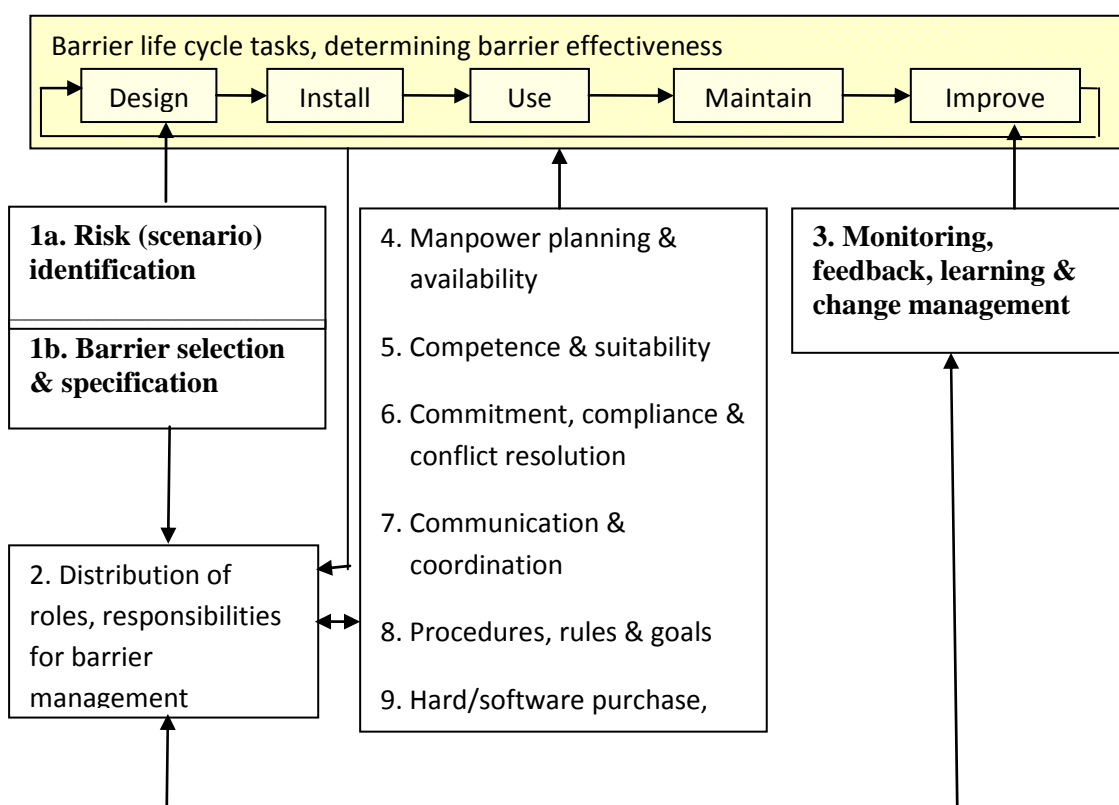 Barrier life cycle tasks, determining barrier effectiveness
Design
Install
Use
Maintain
Improve
1a. Risk (scenario)
identification
1b. Barrier selection
& specification
2. Distribution of
roles, responsibilities
for barrier
management
4. Manpower planning &
availability
5. Competence & suitability
6. Commitment, compliance &
conflict resolution
7. Communication &
coordination
8. Procedures, rules & goals
9. Hard/software purchase,
3. Monitoring,
feedback, learning &
change management